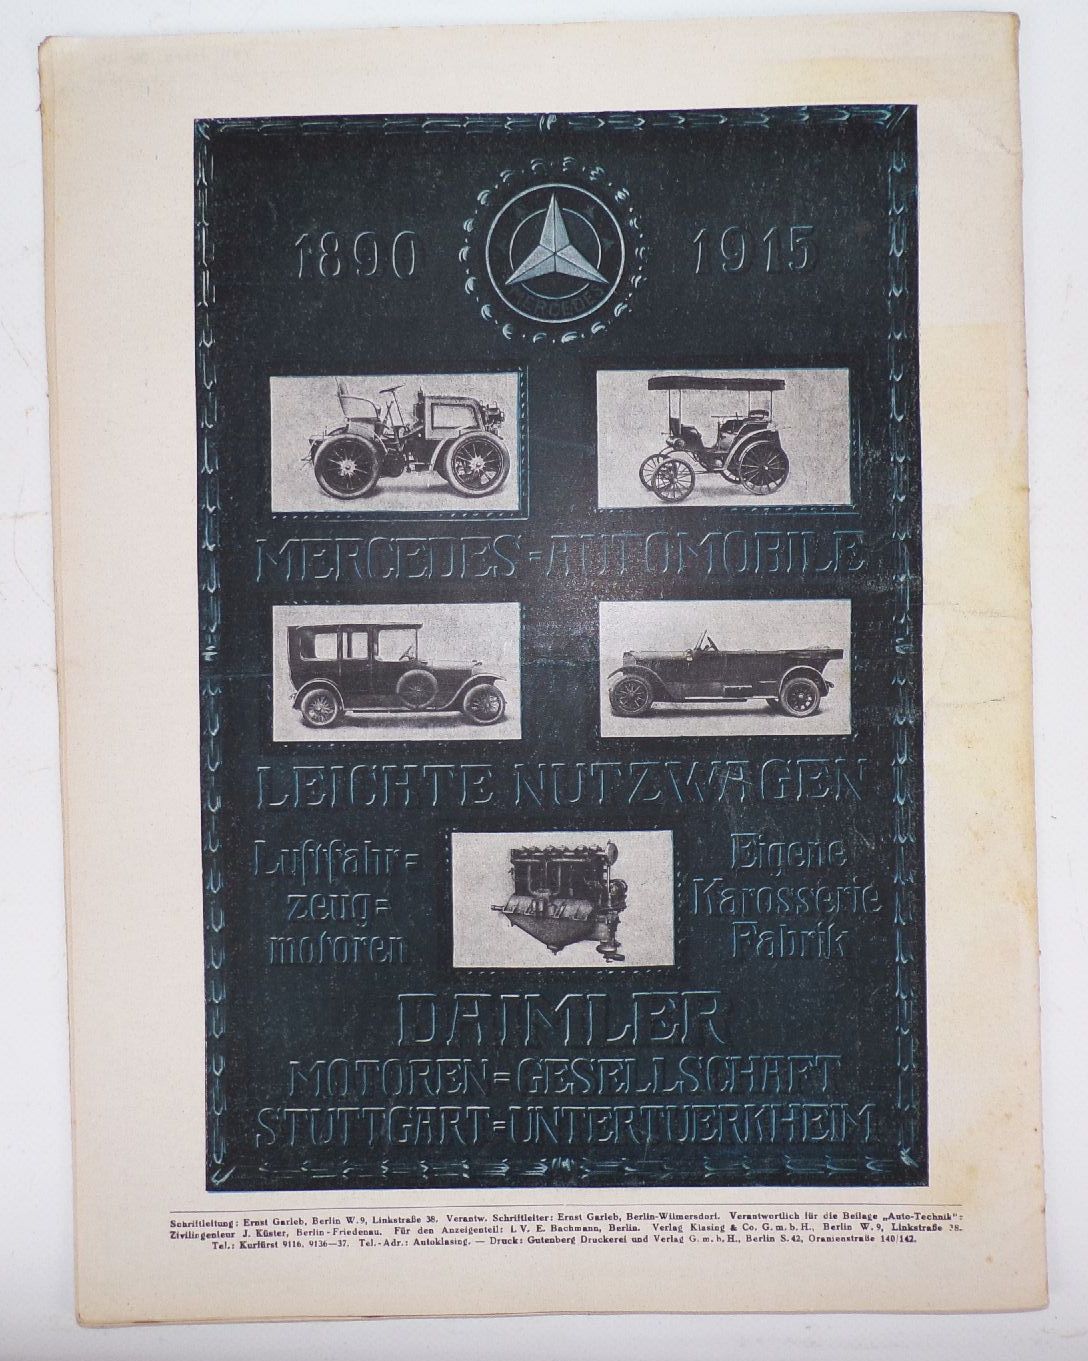 1890
1915
MERCEDES
MERCEDES=AUTOMOBILE
LEICHTE NUTZWAGEN
Luftfahr=
zeug=
motoren
Eigene
Karosserie
Fabrik
DAIMLER
MOTOREN=GESELLSCHAFT
STUTTGART=UNTERTUERKHEIM
Schriftleitung: Ernst Garleb, Berlin W. 9, Linkstraße 38. Verantw. Schriftleiter: Ernst Garleb, Berlin-Wilmersdorf. Verantwortlich für die Beilage „Auto-Technik":
Zivilingenieur J. Küster, Berlin-Friedenau. Für den Anzeigenteil: I. V. E. Bachmann, Berlin. Verlag Klasing & Co. G. m. b. H., Berlin W. 9, Linkstraße 38.
Tel.: Kurfürst 9116, 9136—37. Tel.-Adr.: Autoklasing. — Druck: Gutenberg Druckerei und Verlag G. m. b. H., Berlin S. 42, Oranienstraße 140/142.